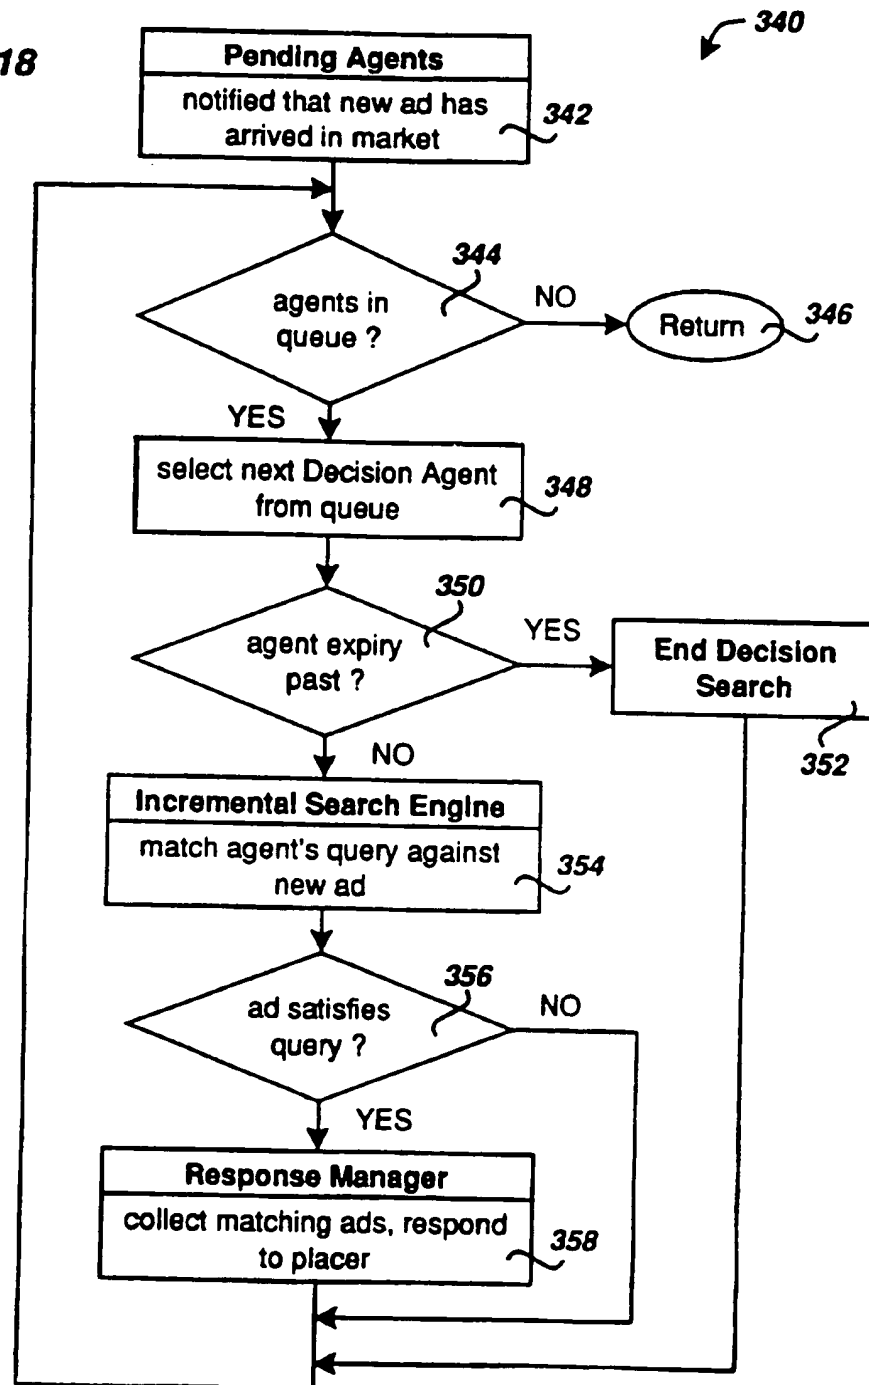 18
340
Pending Agents
notified that new ad has
arrived in market
342
344
agents in
queue ?
NO
Return
346
YES
select next Decision Agent
from queue
348
350
agent expiry
past ?
YES
End Decision
Search
352
NO
Incremental Search Engine
match agent's query against
new ad
354
356
ad satisfies
query ?
NO
YES
Response Manager
collect matching ads, respond
to placer
358